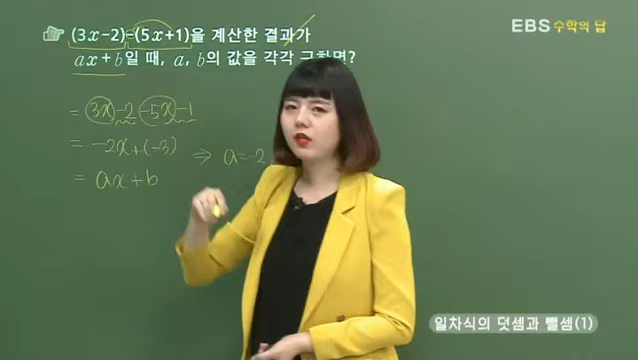 ☞ (3x-2)-(5x+1)을 계산한 결과가
EBS 수학의 답
ax+b일 때, a, b의 값을 각각 구하면?
= 3x-2-5x-1
= -2x+(-3) ⇒ a=-2
= ax+b
일차식의 덧셈과 뺄셈(1)